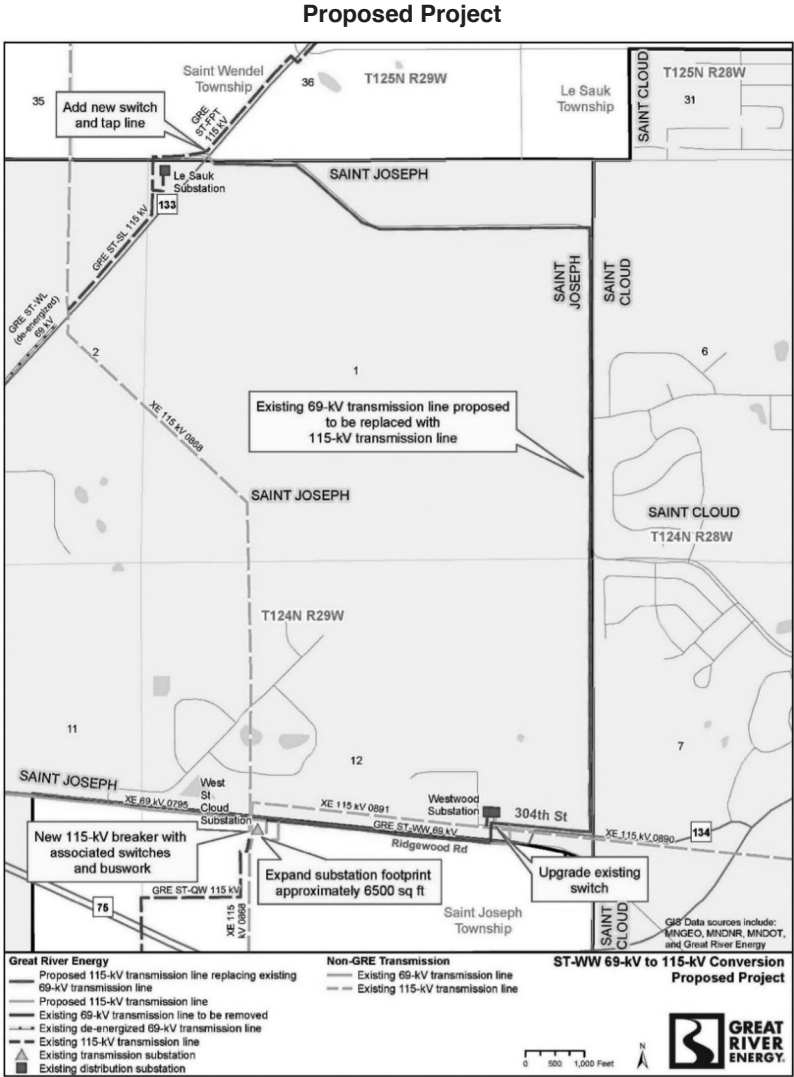 Proposed Project
Saint Wendel
Township
T125N R29W
35
36
Le Sauk
Township
SAINT CLOUD
T125N R28W
31
Add new switch
and tap line
GRE
ST-FPT
115 kV
Le Sauk
Substation
133
SAINT JOSEPH
GRE ST-SL 115 kV
GRE ST-WL
(de-energized)
69 kV
SAINT
JOSEPH
SAINT
CLOUD
2
1
6
XE 115 kV 0868
Existing 69-kV transmission line proposed
to be replaced with
115-kV transmission line
SAINT JOSEPH
SAINT CLOUD
T124N R28W
T124N R29W
11
12
7
SAINT JOSEPH
XE 69 kV 0795
West
St
Cloud
Substation
XE 115 kV 0891
Westwood
Substation
304th St
GRE ST-WW 69 kV
Ridgewood Rd
XE 115 kV 0890
134
New 115-kV breaker with
associated switches
and buswork
Expand substation footprint
approximately 6500 sq ft
Upgrade existing
switch
GRE ST-QW 115 kV
75
XE 115
kV 0868
Saint Joseph
Township
SAINT
CLOUD
GIS Data sources include:
MNGEO, MNDNR, MNDOT,
and Great River Energy
Great River Energy
Proposed 115-kV transmission line replacing existing
69-kV transmission line
Proposed 115-kV transmission line
Existing 69-kV transmission line to be removed
Existing de-energized 69-kV transmission line
Existing 115-kV transmission line
Existing transmission substation
Existing distribution substation
Non-GRE Transmission
Existing 69-kV transmission line
Existing 115-kV transmission line
ST-WW 69-kV to 115-kV Conversion
Proposed Project
0 500 1,000 Feet
N
GREAT
RIVER
ENERGY®